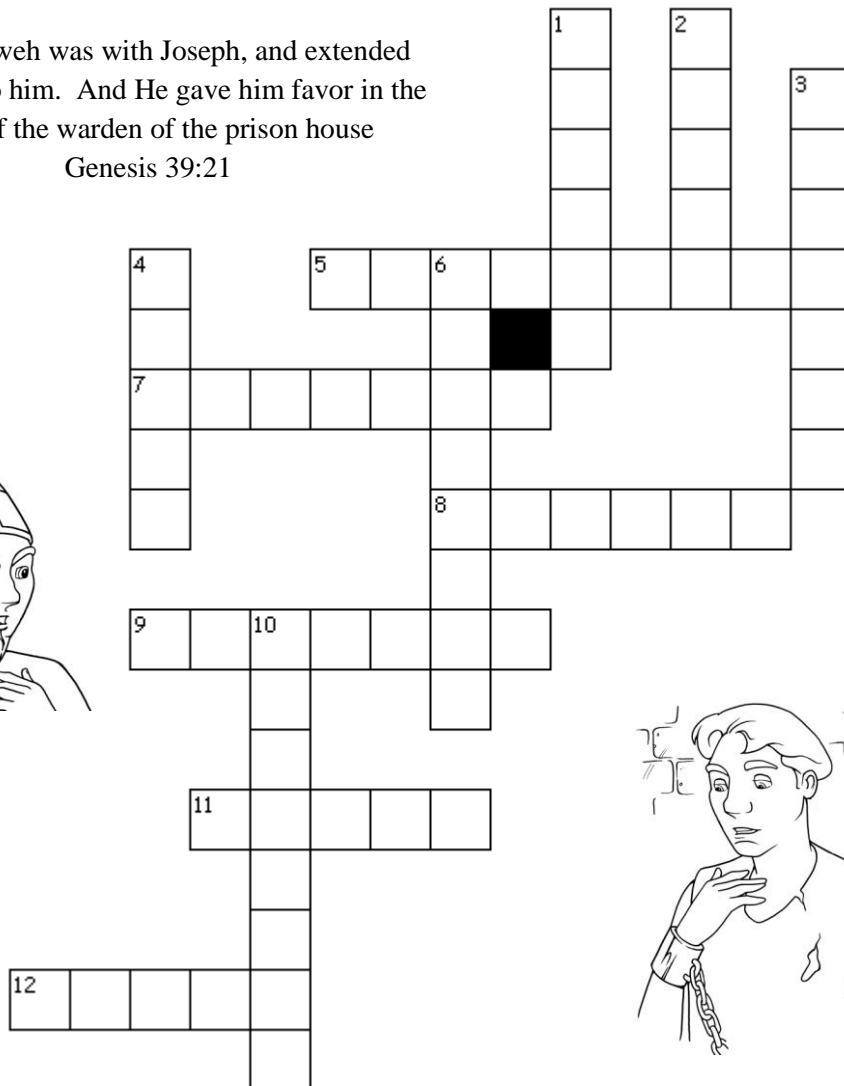 1 2
weh was with Joseph, and extended
3
him. And He gave him favor in the
f the warden of the prison house
Genesis 39:21
4 5 6
7
8
9 10
11
12